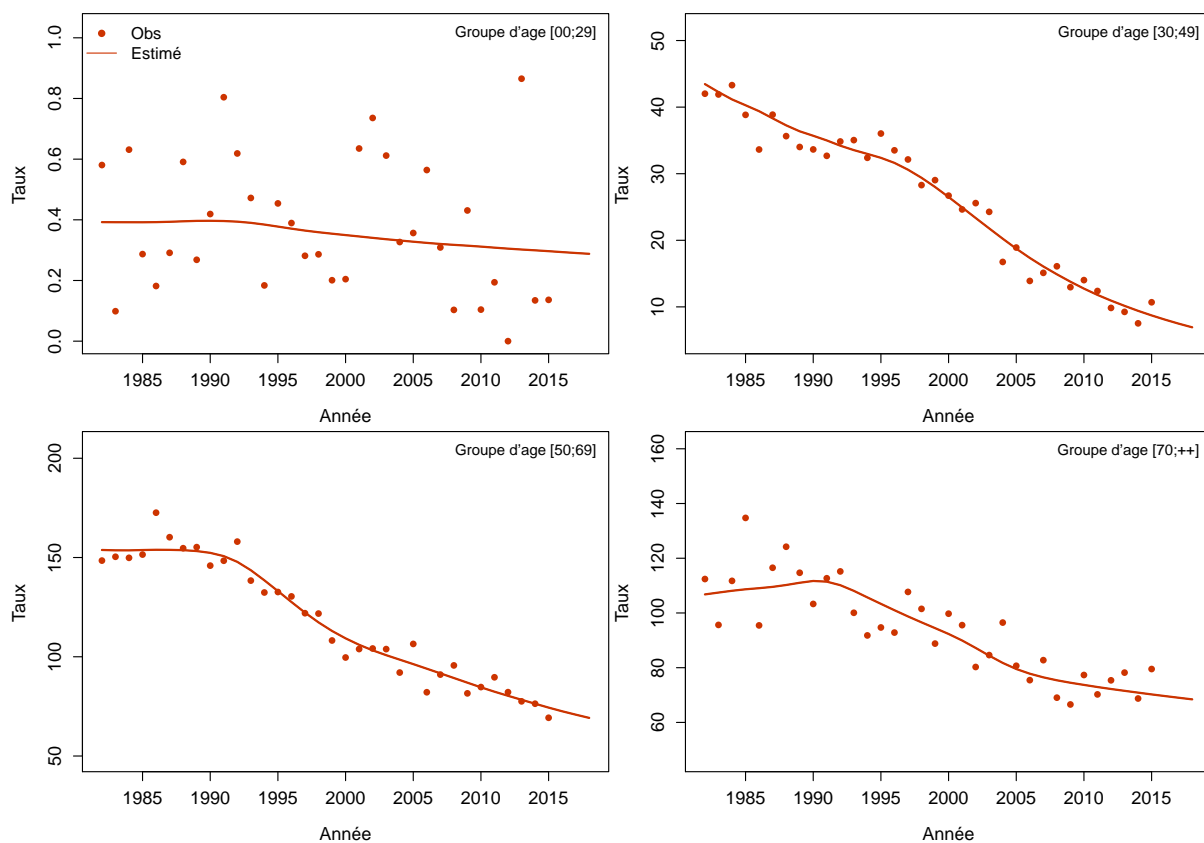 Groupe d'age [00;29]
Obs
Estimé
Taux
0.0 0.2 0.4 0.6 0.8 1.0
1985 1990 1995 2000 2005 2010 2015
Année
Groupe d'age [30;49]
Taux
10 20 30 40 50
1985 1990 1995 2000 2005 2010 2015
Année
Groupe d'age [50;69]
Taux
50 100 150 200
1985 1990 1995 2000 2005 2010 2015
Année
Groupe d'age [70;++]
Taux
60 80 100 120 140 160
1985 1990 1995 2000 2005 2010 2015
Année